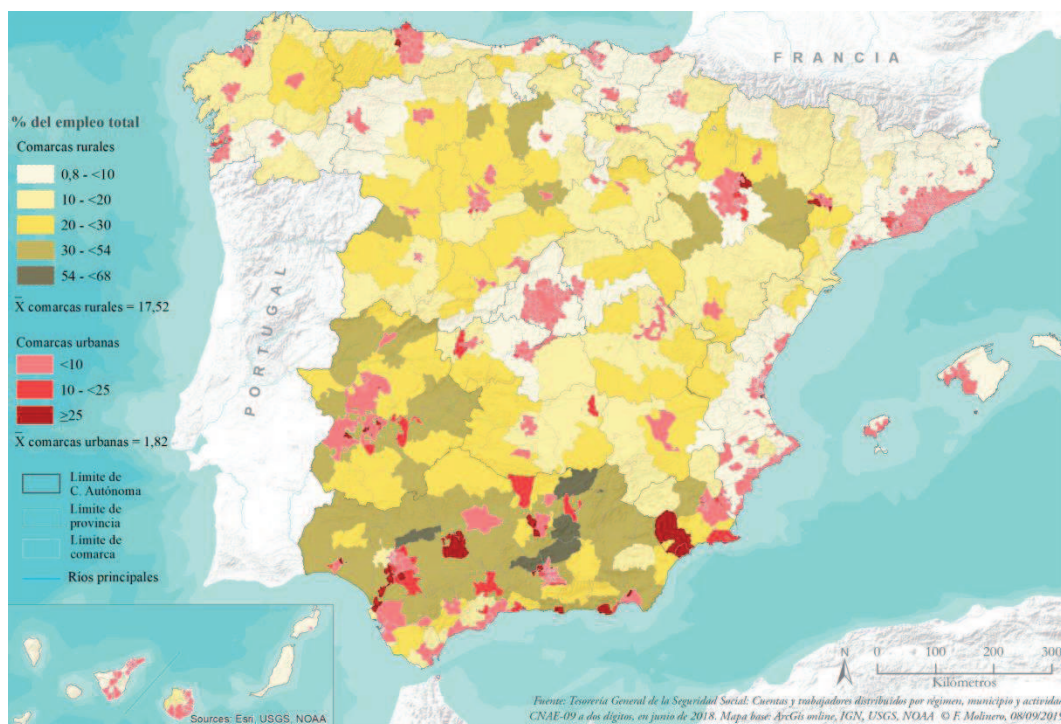 FRANCIA
PORTUGAL
% del empleo total
Comarcas rurales
0,8 - <10
10 - <20
20 - <30
30 - <54
54 - <68
X̅ comarcas rurales = 17,52
Comarcas urbanas
<10
10 - <25
≥25
X̅ comarcas urbanas = 1,82
Límite de
C. Autónoma
Límite de
provincia
Límite de
comarca
Ríos principales
N
0 100 200 300
Kilómetros
Sources: Esri, USGS, NOAA
Fuente: Tesorería General de la Seguridad Social: Cuentas y trabajadores distribuidos por régimen, municipio y activida
CNAE-09 a dos dígitos, en junio de 2018. Mapa base: ArcGis online, IGN, USGS, NOAA © F. Molinero, 08/09/201